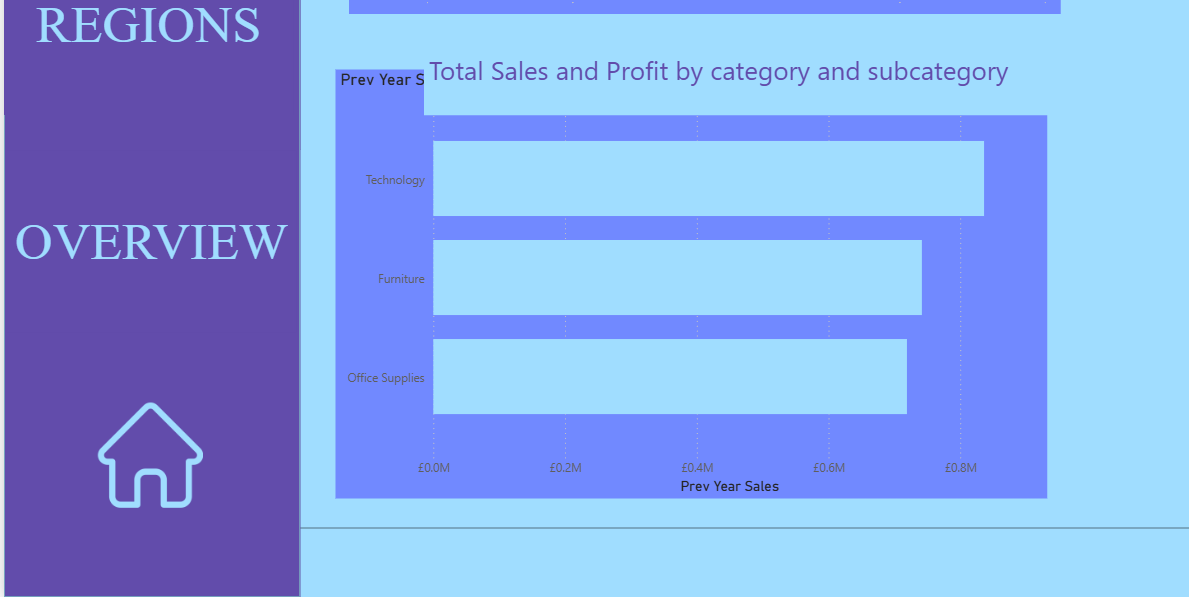 REGIONS
OVERVIEW
Total Sales and Profit by category and subcategory
Prev Year S
Technology
Furniture
Office Supplies
£0.0M £0.2M £0.4M £0.6M £0.8M
Prev Year Sales